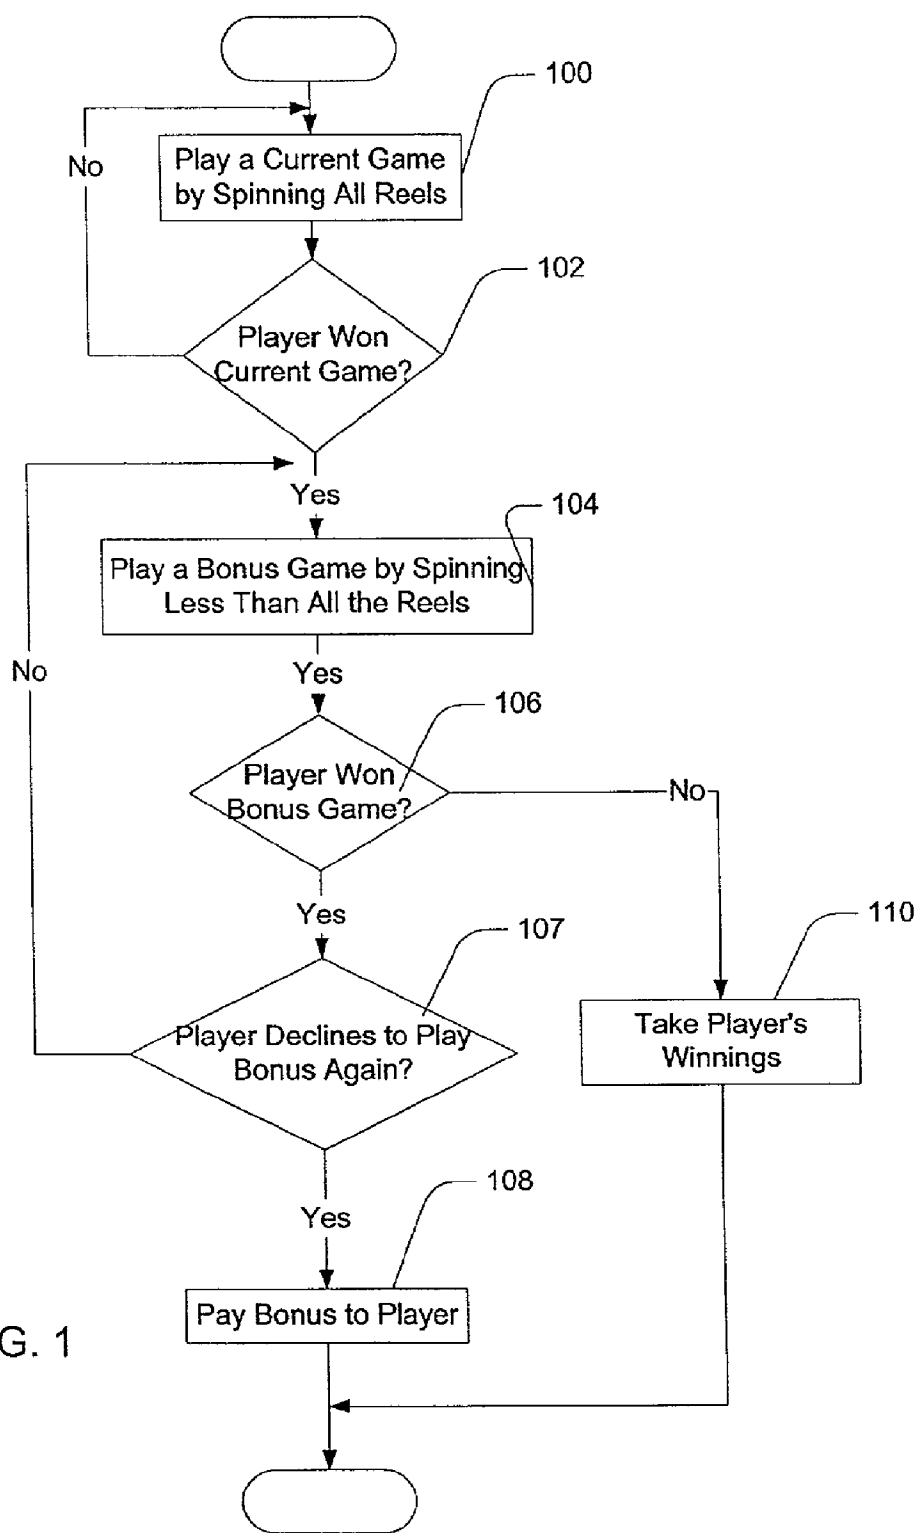 100
Play a Current Game
by Spinning All Reels
No
102
Player Won
Current Game?
Yes
104
Play a Bonus Game by Spinning
Less Than All the Reels
No
Yes
106
Player Won
Bonus Game?
No
Yes
107
110
Player Declines to Play
Bonus Again?
Take Player's
Winnings
108
Yes
Pay Bonus to Player
G. 1